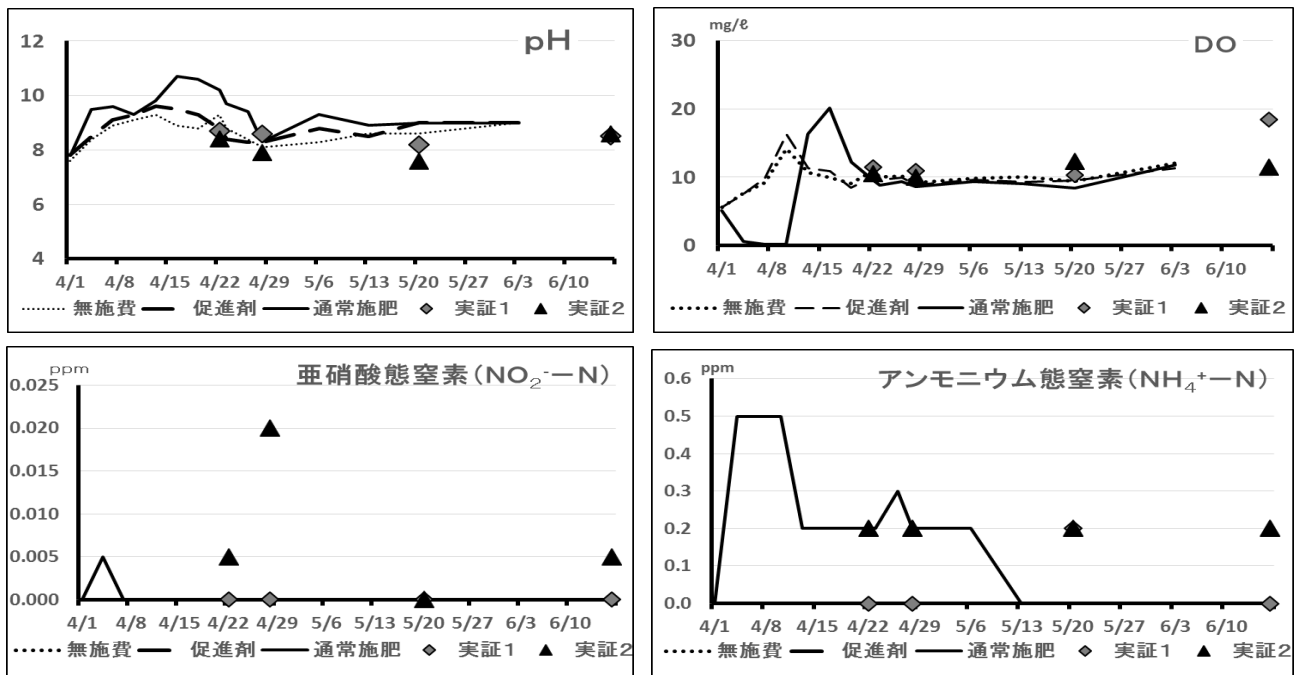 pH
12
10
8
6
4
4/1 4/8 4/15 4/22 4/29 5/6 5/13 5/20 5/27 6/3 6/10
無施費 促進剤 通常施肥 実証1 実証2
mg/ℓ
DO
30
20
10
0
4/1 4/8 4/15 4/22 4/29 5/6 5/13 5/20 5/27 6/3 6/10
無施費 促進剤 通常施肥 実証1 実証2
ppm
亜硝酸態窒素(NO₂⁻ーN)
0.025
0.020
0.015
0.010
0.005
0.000
4/1 4/8 4/15 4/22 4/29 5/6 5/13 5/20 5/27 6/3 6/10
無施費 促進剤 通常施肥 実証1 実証2
ppm
アンモニウム態窒素(NH₄⁺ーN)
0.6
0.5
0.4
0.3
0.2
0.1
0.0
4/1 4/8 4/15 4/22 4/29 5/6 5/13 5/20 5/27 6/3 6/10
無施費 促進剤 通常施肥 実証1 実証2